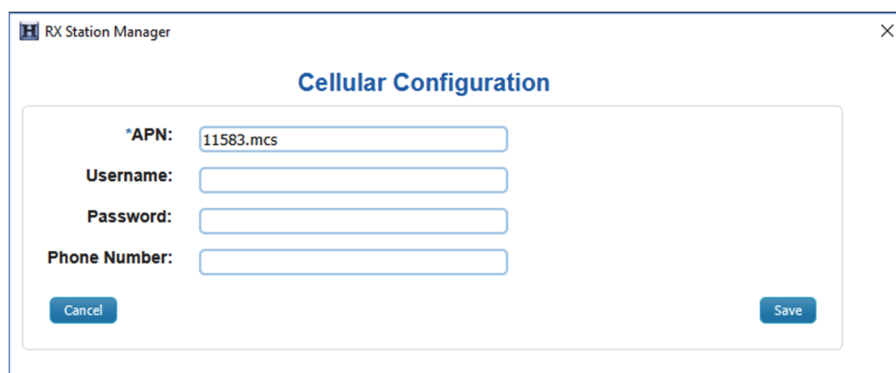 RX Station Manager
Cellular Configuration
*APN: 11583.mcs
Username:
Password:
Phone Number:
Cancel Save